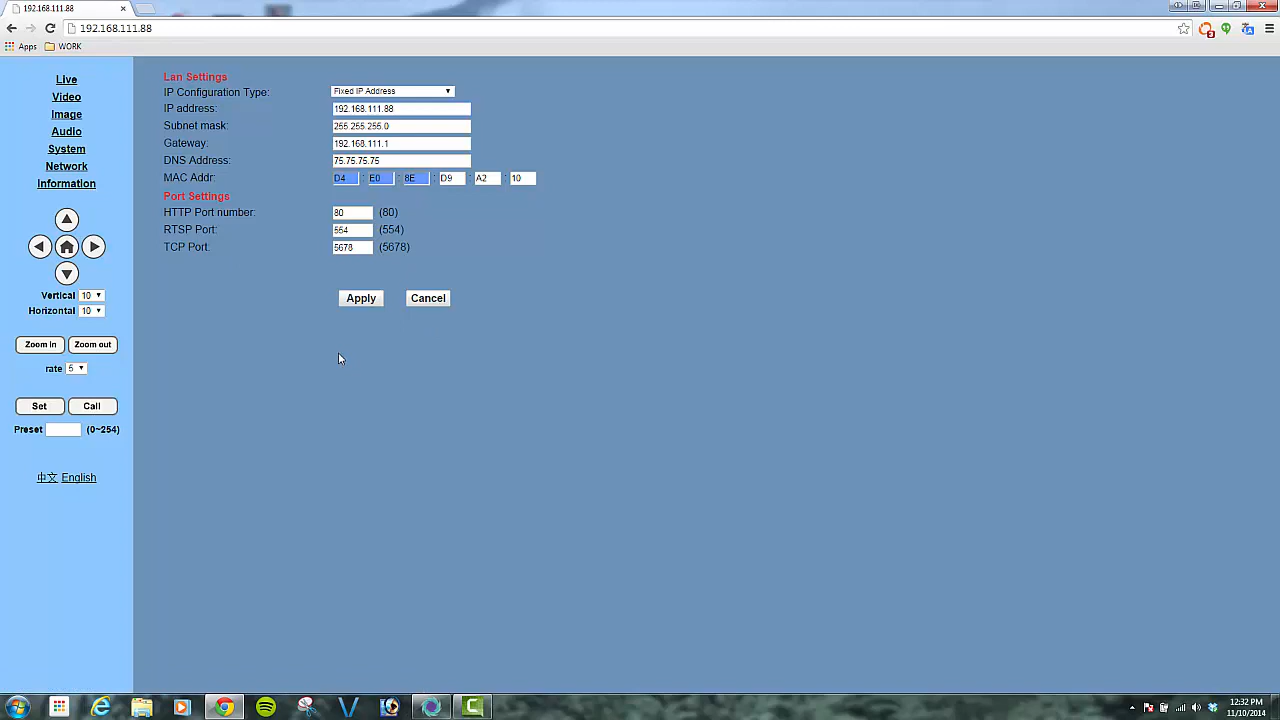 192.168.111.88
192.168.111.88
Apps WORK
Live
Video
Image
Audio
System
Network
Information
Vertical 10
Horizontal 10
Zoom In Zoom out
rate 5
Set Call
Preset (0~254)
中文 English
Lan Settings
IP Configuration Type: Fixed IP Address
IP address: 192.168.111.88
Subnet mask: 255.255.255.0
Gateway: 192.168.111.1
DNS Address: 75.75.75.75
MAC Addr: D4 : E0 : 8E : D9 : A2 : 10
Port Settings
HTTP Port number: 80 (80)
RTSP Port: 554 (554)
TCP Port: 5678 (5678)
Apply Cancel
12:32 PM
11/10/2014